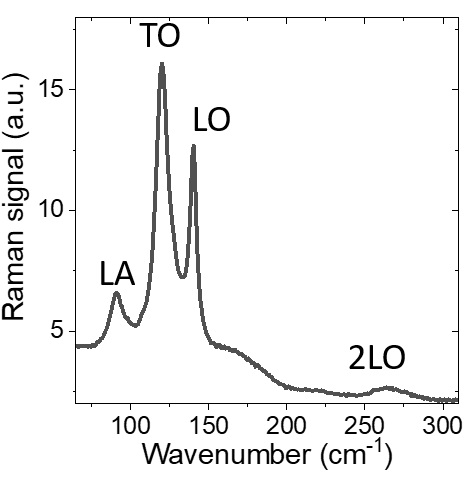 TO
LO
LA
2LO
15
10
5
100 150 200 250 300
Wavenumber (cm-1)
Raman signal (a.u.)